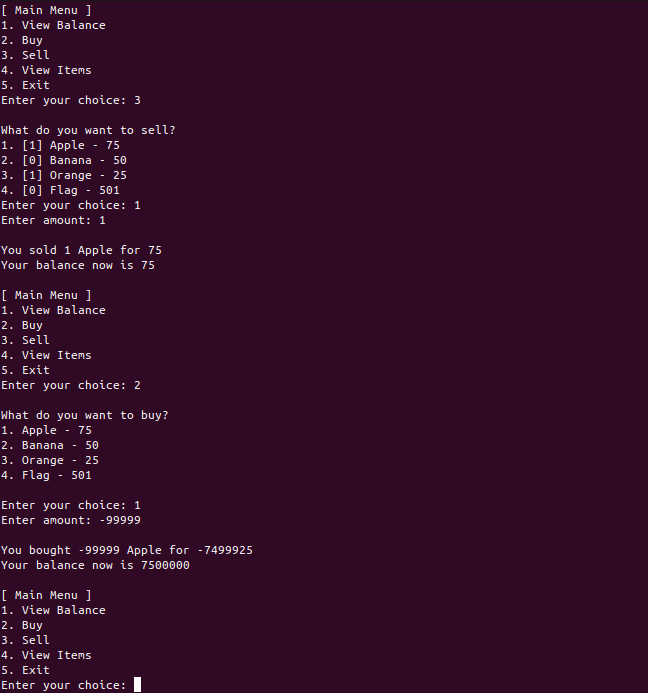 [ Main Menu ]
1. View Balance
2. Buy
3. Sell
4. View Items
5. Exit
Enter your choice: 3
What do you want to sell?
1. [1] Apple - 75
2. [0] Banana - 50
3. [1] Orange - 25
4. [0] Flag - 501
Enter your choice: 1
Enter amount: 1
You sold 1 Apple for 75
Your balance now is 75
[ Main Menu ]
1. View Balance
2. Buy
3. Sell
4. View Items
5. Exit
Enter your choice: 2
What do you want to buy?
1. Apple - 75
2. Banana - 50
3. Orange - 25
4. Flag - 501
Enter your choice: 1
Enter amount: -99999
You bought -99999 Apple for -7499925
Your balance now is 7500000
[ Main Menu ]
1. View Balance
2. Buy
3. Sell
4. View Items
5. Exit
Enter your choice: